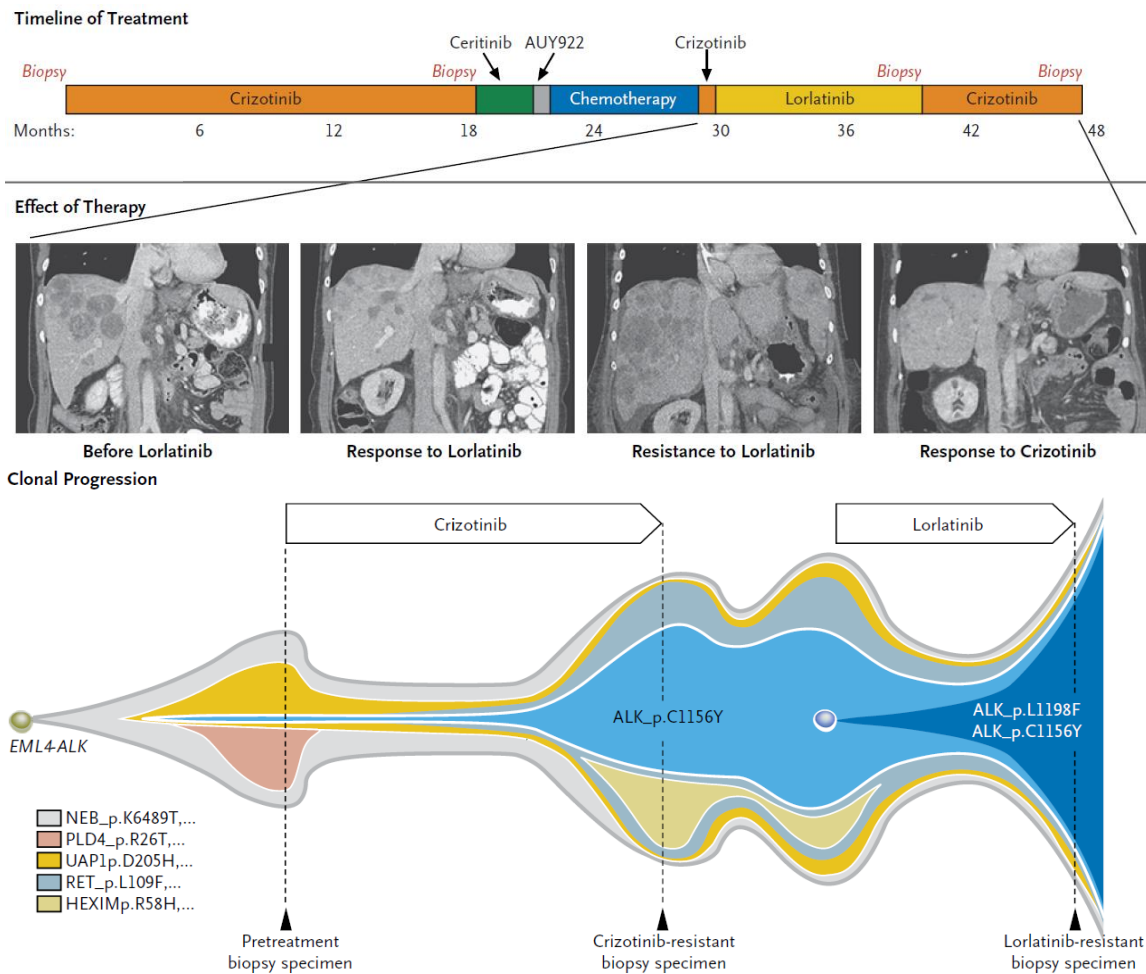 Timeline of Treatment
Ceritinib AUY922 Crizotinib
Biopsy Biopsy Biopsy Biopsy
Crizotinib Chemotherapy Lorlatinib Crizotinib
Months: 6 12 18 24 30 36 42 48
Effect of Therapy
Before Lorlatinib Response to Lorlatinib Resistance to Lorlatinib Response to Crizotinib
Clonal Progression
Crizotinib Lorlatinib
ALK_p.C1156Y
ALK_p.L1198F
ALK_p.C1156Y
EML4-ALK
NEB_p.K6489T,...
PLD4_p.R26T,...
UAP1p.D205H,...
RET_p.L109F,...
HEXIMp.R58H,...
Pretreatment
biopsy specimen
Crizotinib-resistant
biopsy specimen
Lorlatinib-resistant
biopsy specimen